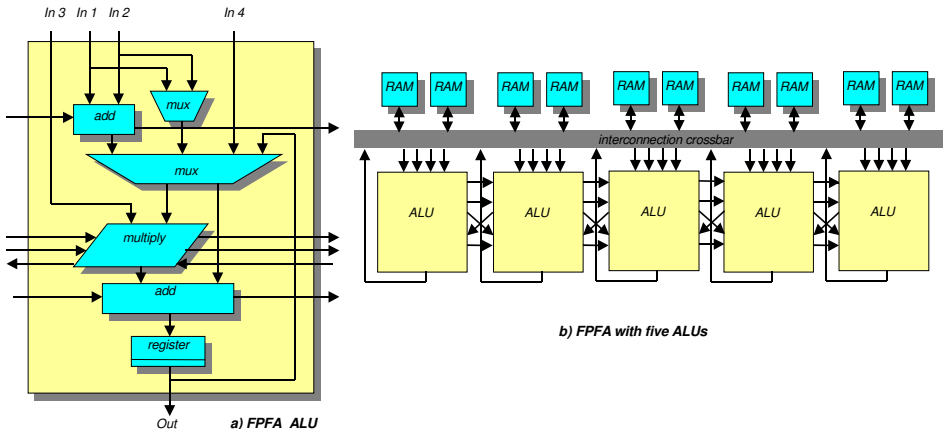 In 3 In 1 In 2 In 4
mux
add
mux
multiply
add
register
Out
a) FPFA ALU
RAM RAM RAM RAM RAM RAM RAM RAM RAM RAM
interconnection crossbar
ALU ALU ALU ALU ALU
b) FPFA with five ALUs